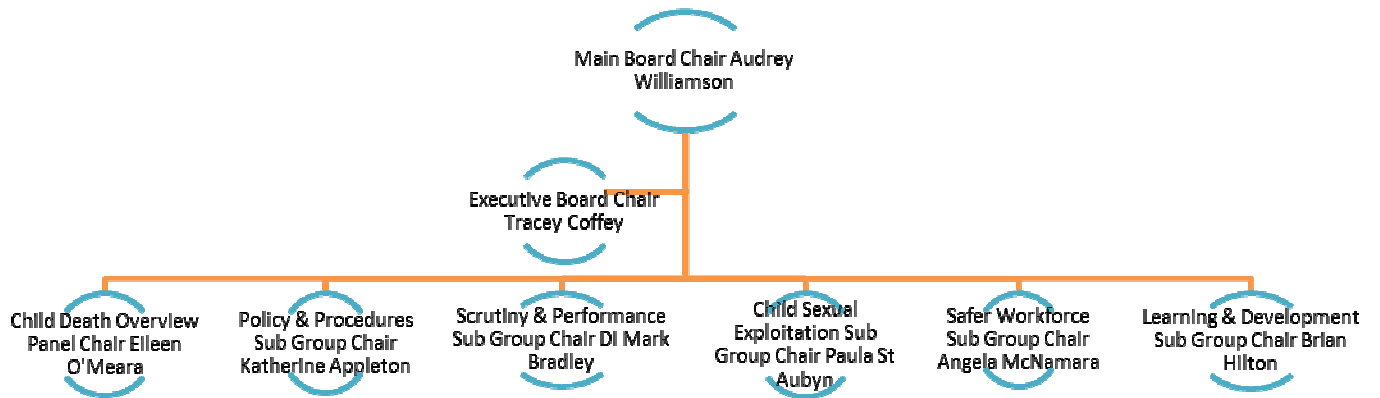 Main Board Chair Audrey
Williamson
Executive Board Chair
Tracey Coffey
Child Death Overview
Panel Chair Eileen
O'Meara
Policy & Procedures
Sub Group Chair
Katherine Appleton
Scrutiny & Performance
Sub Group Chair DI Mark
Bradley
Child Sexual
Exploitation Sub
Group Chair Paula St
Aubyn
Safer Workforce
Sub Group Chair
Angela McNamara
Learning & Development
Sub Group Chair Brian
Hilton